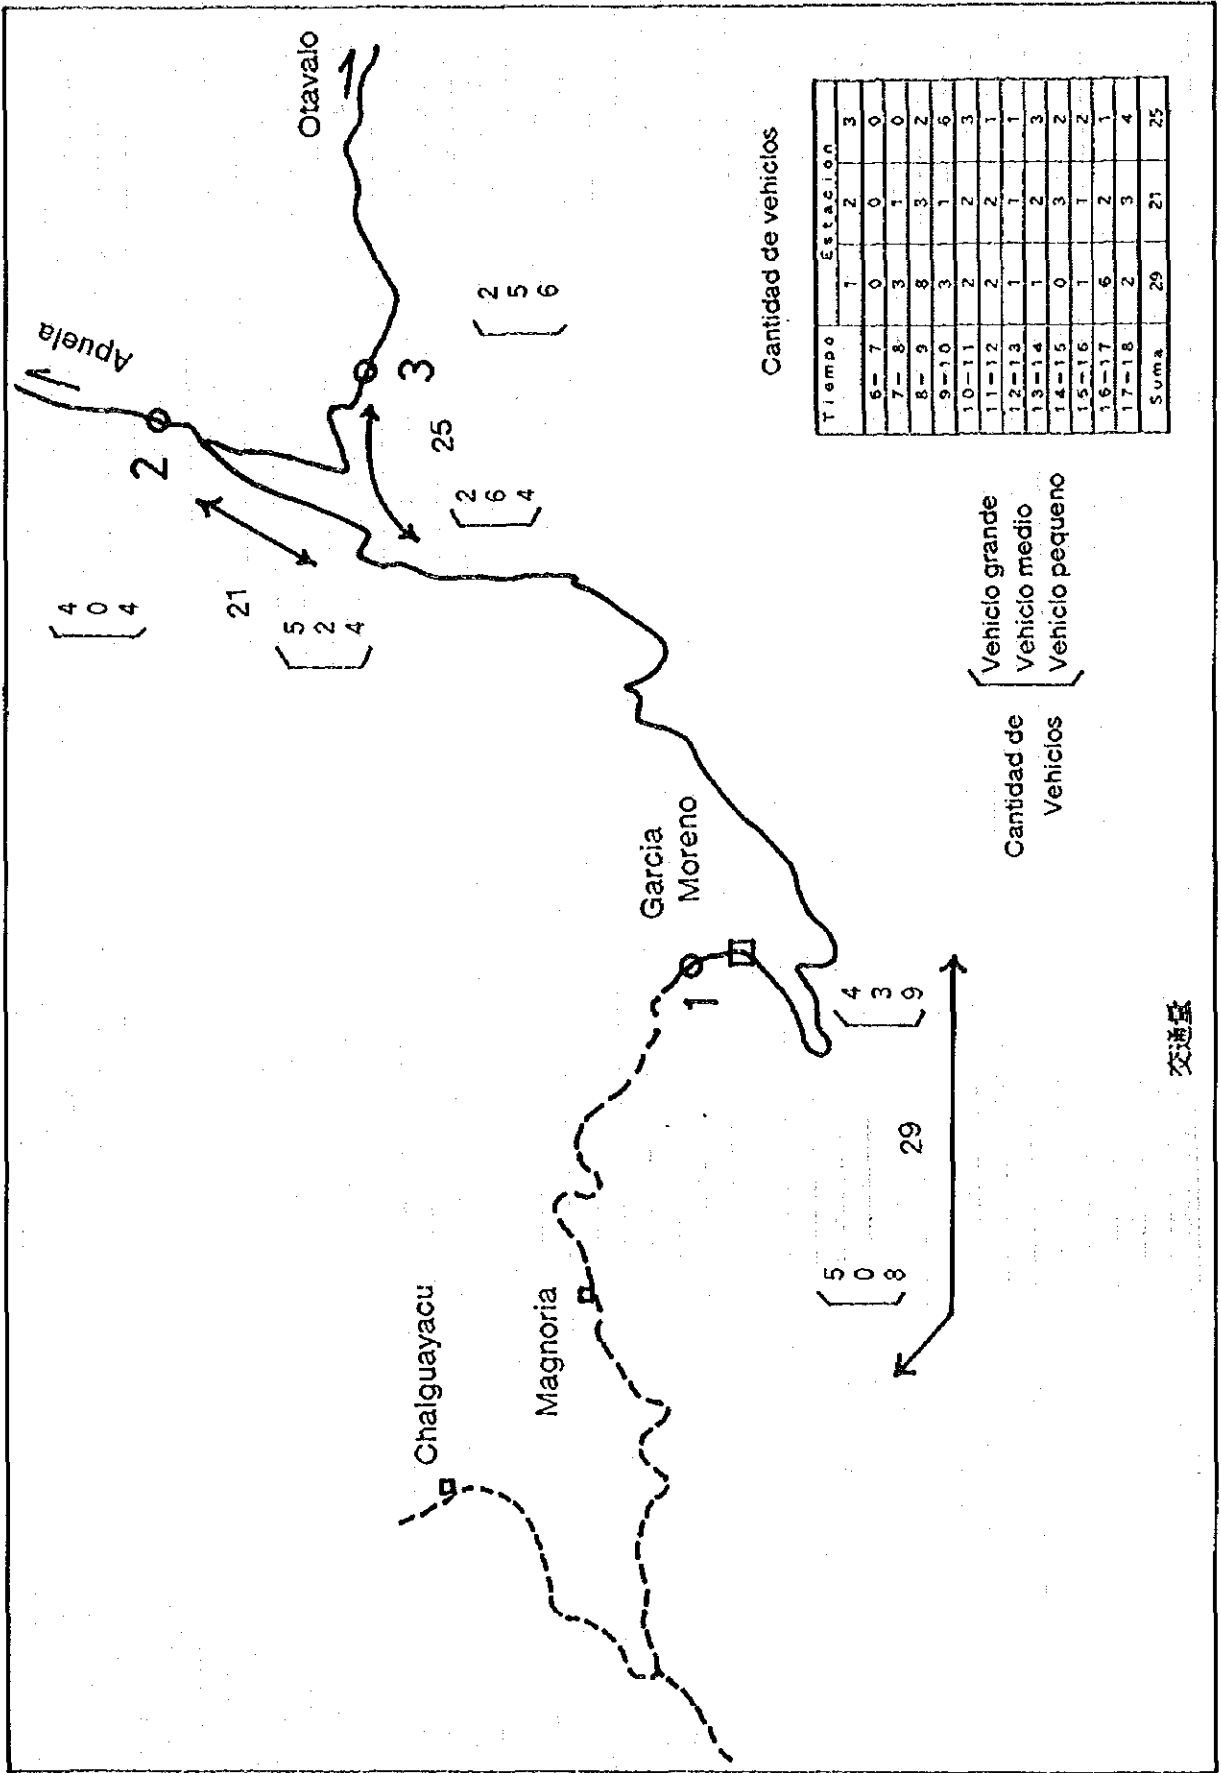 Apuela
Otavalo
2
3
4
0
4
21
5
2
4
25
2
6
4
2
5
6
Chalguayacu
Magnoria
Garcia
Moreno
1
5
0
8
29
4
3
9
Cantidad de
Vehiclos
Vehiclo grande
Vehiclo medio
Vehiclo pequeno
Cantidad de vehiclos
Tiempo Estacion
1 2 3
6-7 0 0 0
7-8 3 1 0
8-9 8 3 2
9-10 3 1 6
10-11 2 2 3
11-12 2 2 1
12-13 1 1 1
13-14 1 2 3
14-15 0 3 2
15-16 1 1 2
16-17 6 2 1
17-18 2 3 4
Suma 29 21 25
交通量